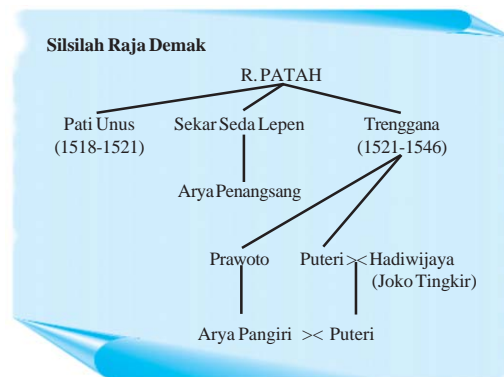 Silsilah Raja Demak
R. PATAH
Pati Unus Sekar Seda Lepen Trenggana
(1518-1521) (1521-1546)
Arya Penangsang
Prawoto Puteri >< Hadiwijaya
(Joko Tingkir)
Arya Pangiri >< Puteri